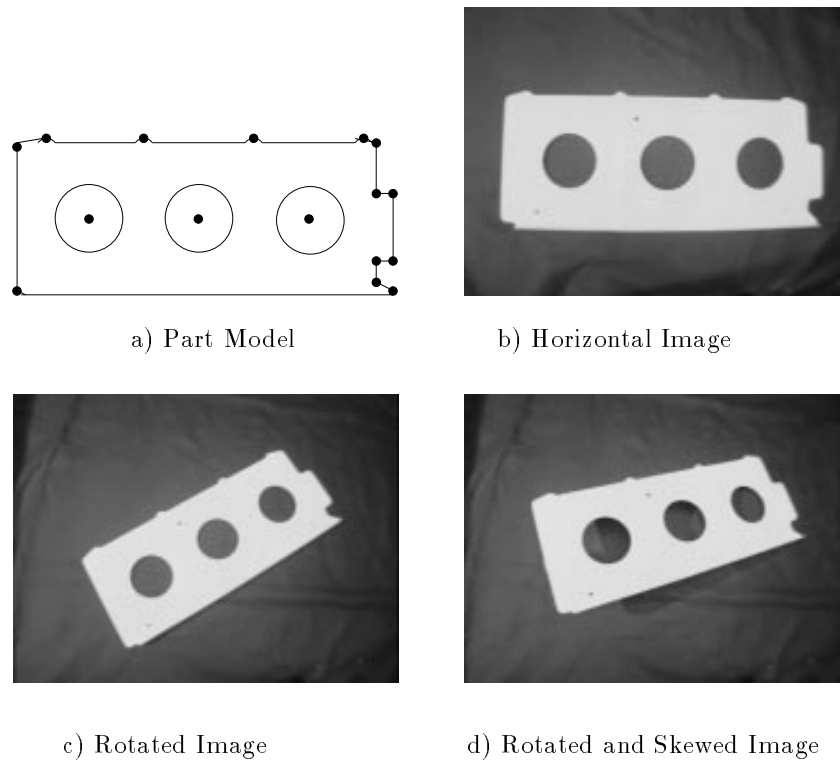 a) Part Model
b) Horizontal Image
c) Rotated Image
d) Rotated and Skewed Image